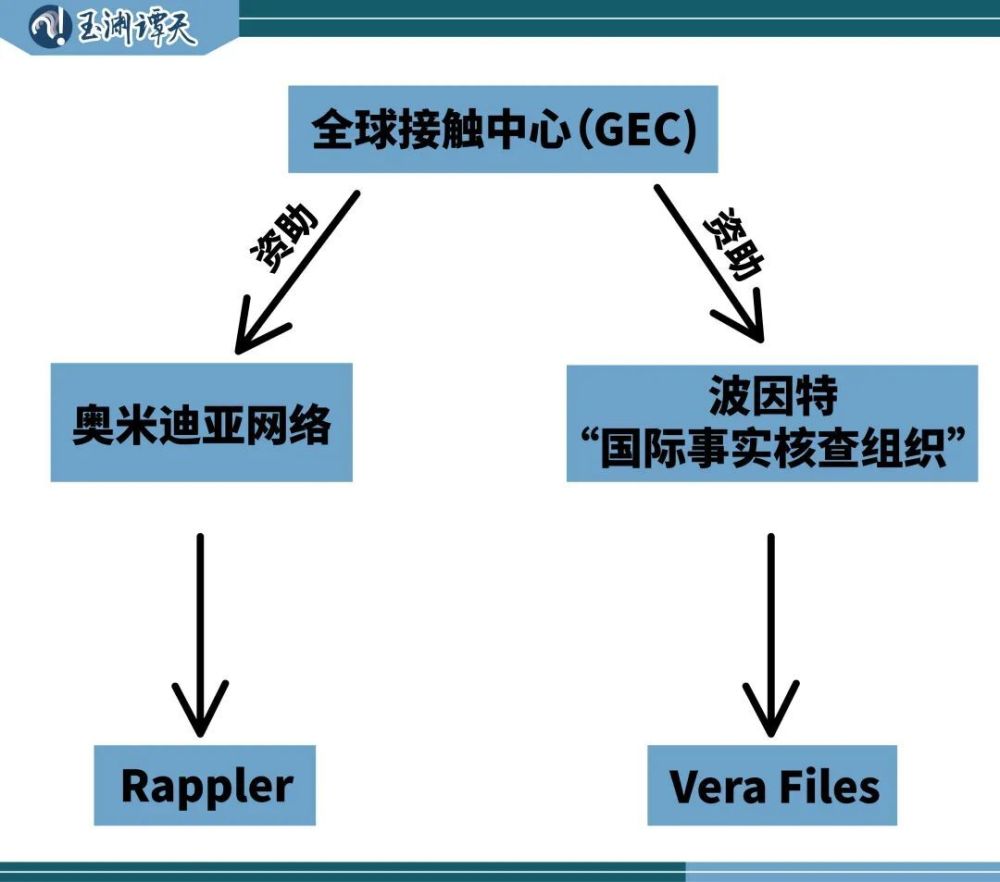 玉渊谭天
全球接触中心(GEC)
资助
资助
奥米迪亚网络
波因特
“国际事实核查组织”
Rappler
Vera Files